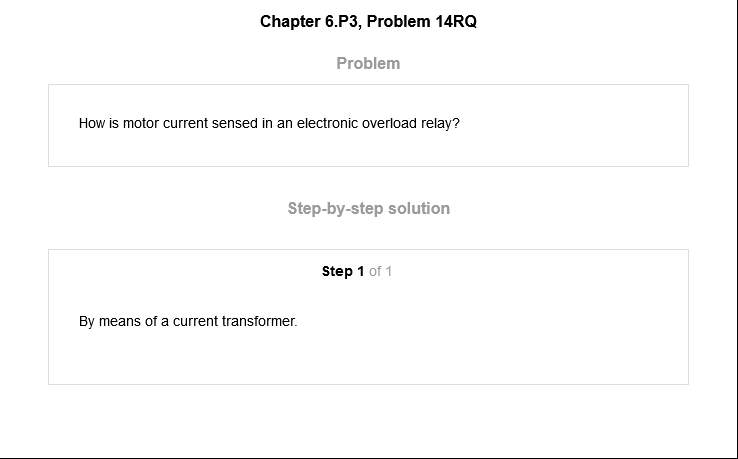 Chapter 6.P3, Problem 14RQ
Problem
How is motor current sensed in an electronic overload relay?
Step-by-step solution
Step 1 of 1
By means of a current transformer.